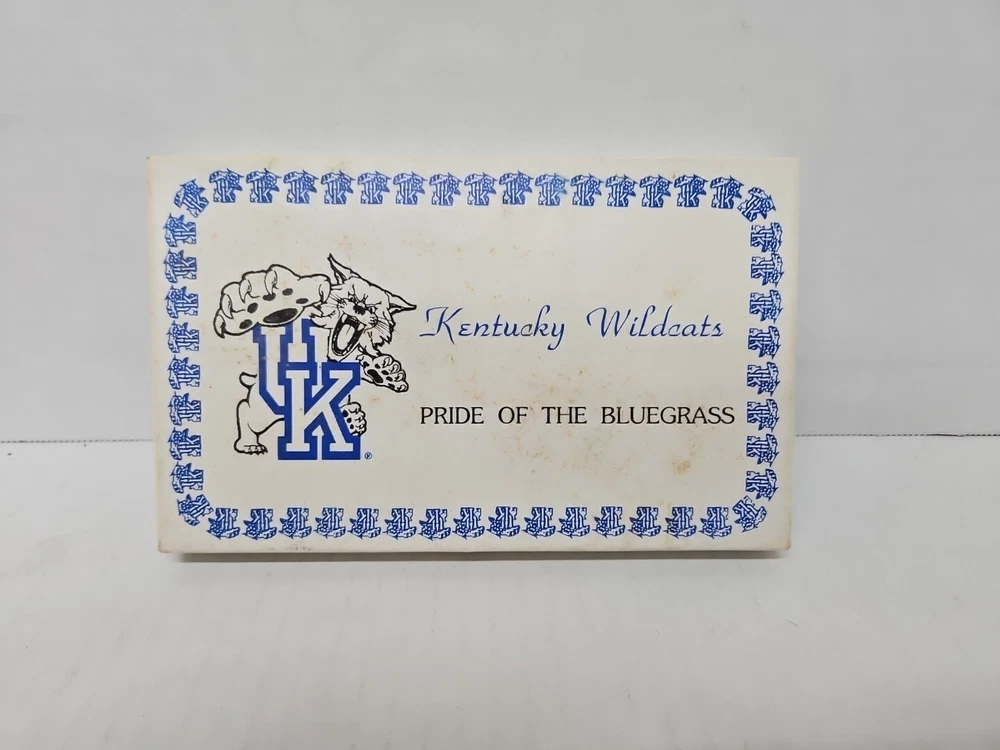 Kentucky Wildcats
UK
PRIDE OF THE BLUEGRASS
®